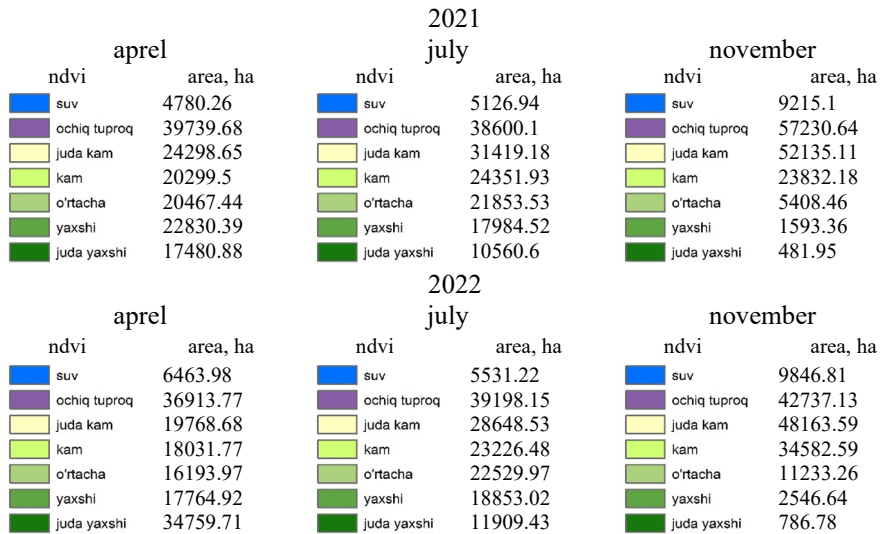 2021
aprel july november
ndvi area, ha ndvi area, ha ndvi area, ha
suv 4780.26 suv 5126.94 suv 9215.1
ochiq tuproq 39739.68 ochiq tuproq 38600.1 ochiq tuproq 57230.64
juda kam 24298.65 juda kam 31419.18 juda kam 52135.11
kam 20299.5 kam 24351.93 kam 23832.18
o'rtacha 20467.44 o'rtacha 21853.53 o'rtacha 5408.46
yaxshi 22830.39 yaxshi 17984.52 yaxshi 1593.36
juda yaxshi 17480.88 juda yaxshi 10560.6 juda yaxshi 481.95
2022
aprel july november
ndvi area, ha ndvi area, ha ndvi area, ha
suv 6463.98 suv 5531.22 suv 9846.81
ochiq tuproq 36913.77 ochiq tuproq 39198.15 ochiq tuproq 42737.13
juda kam 19768.68 juda kam 28648.53 juda kam 48163.59
kam 18031.77 kam 23226.48 kam 34582.59
o'rtacha 16193.97 o'rtacha 22529.97 o'rtacha 11233.26
yaxshi 17764.92 yaxshi 18853.02 yaxshi 2546.64
juda yaxshi 34759.71 juda yaxshi 11909.43 juda yaxshi 786.78